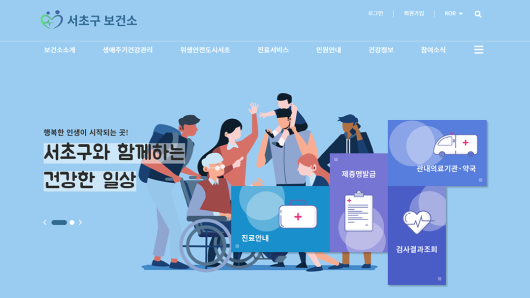 서초구 보건소
로그인
회원가입
KOR
보건소소개
생애주기건강관리
위생안전도시서초
진료서비스
민원안내
건강정보
참여소식
행복한 인생이 시작되는 곳!
서초구와 함께하는
건강한 일상
관내의료기관·약국
제증명발급
진료안내
검사결과조회